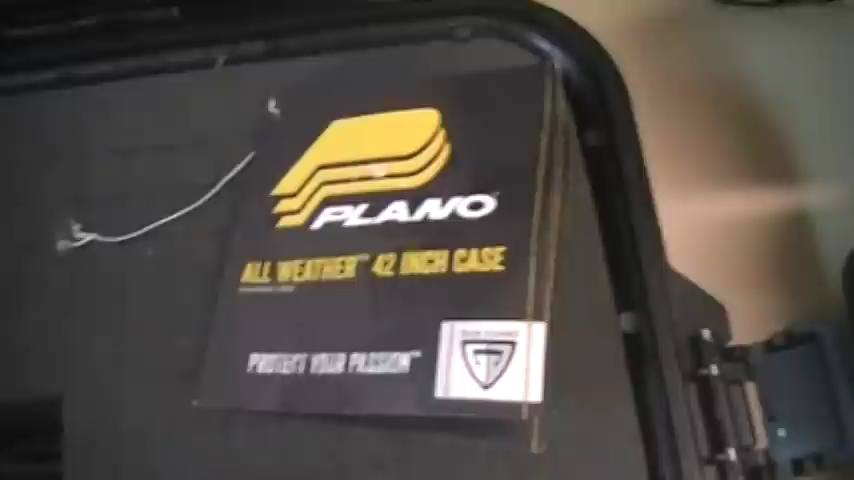 PLANO
ALL WEATHER™ 42 INCH CASE
PROTECT YOUR PASSION™